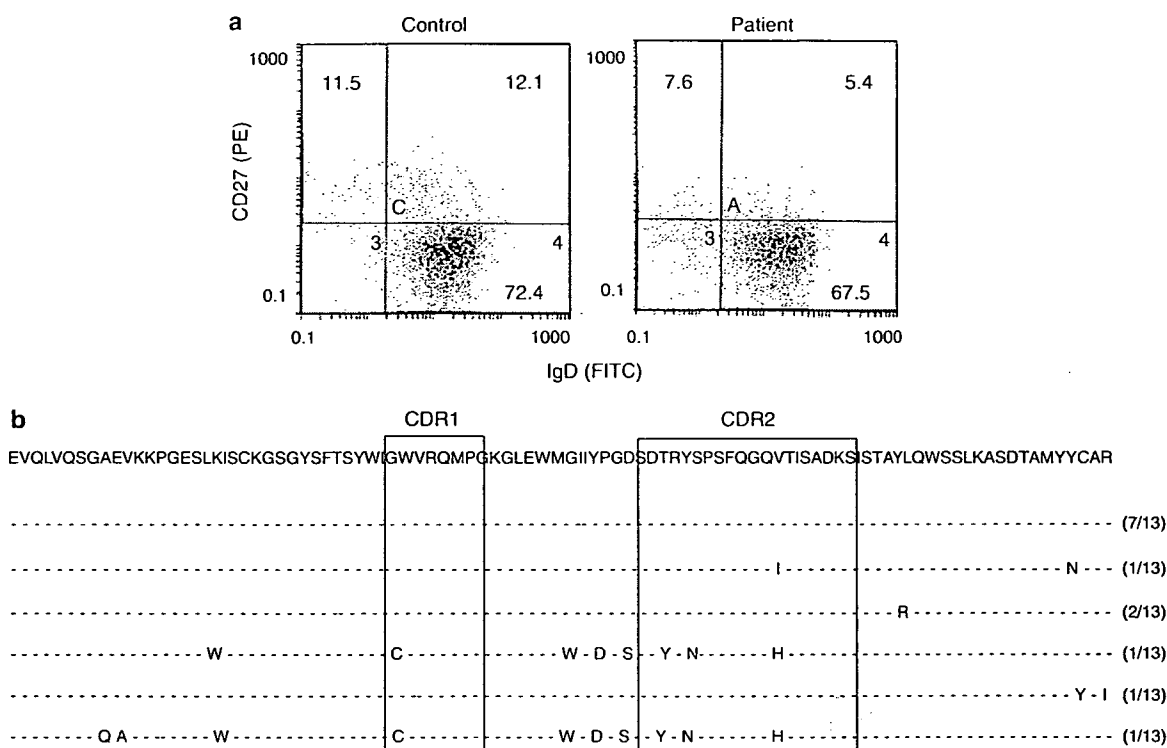 a
Control
Patient
1000
11.5
12.1
C
3
4
72.4
0.1
0.1
1000
CD27 (PE)
1000
7.6
5.4
A
3
4
67.5
0.1
0.1
1000
IgD (FITC)
b
CDR1
CDR2
EVQLVQSGAEVKKPGESLKISCKGSGYSFTSYWIGWVRQMPGKGLEWMGIIYPGDSDTRYSPSFQGQVTISADKSISTAYLQWSSLKASDTAMYYCAR
(7/13)
I N (1/13)
R (2/13)
W C W - D - S Y - N H (1/13)
Y - I (1/13)
Q A W C W - D - S Y - N H (1/13)